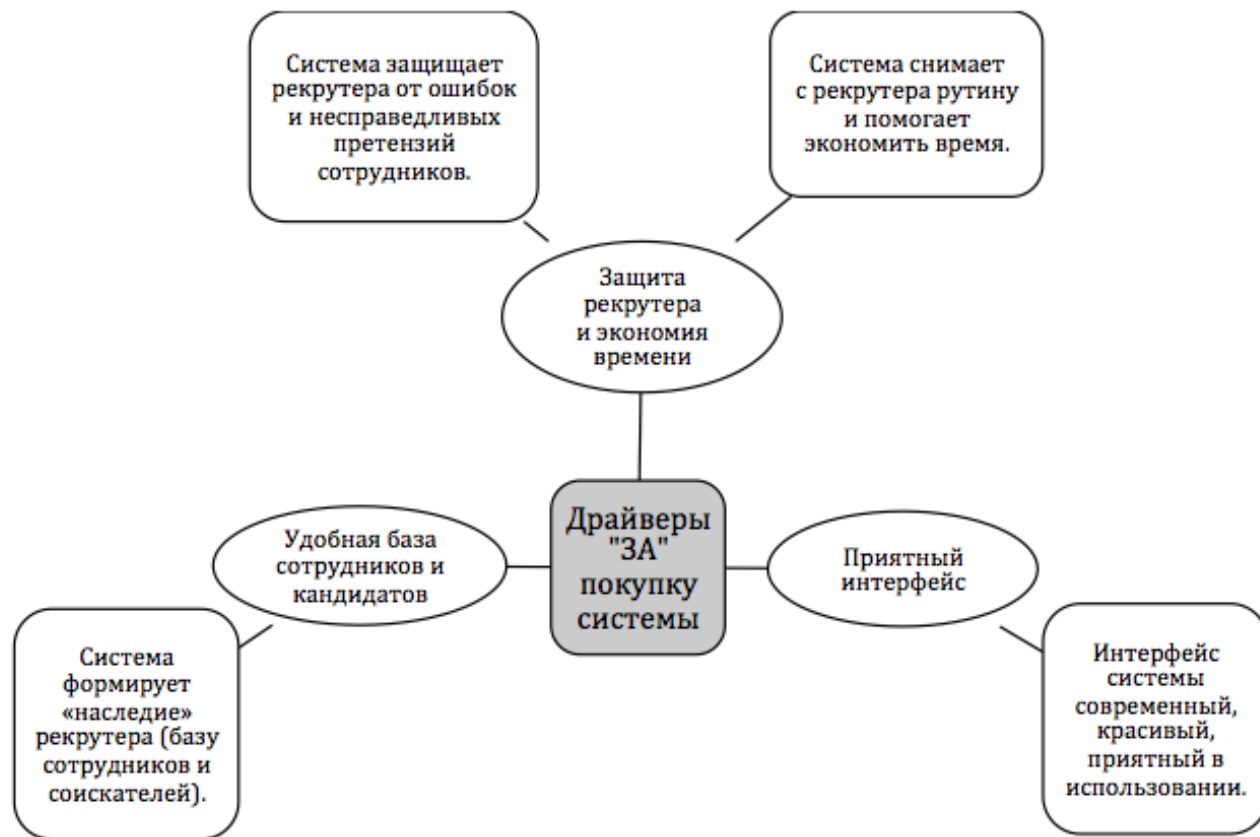 Система защищает
рекрутера от ошибок
и несправедливых
претензий
сотрудников.
Система снимает
с рекрутера рутину
и помогает
экономить время.
Защита
рекрутера
и экономия
времени
Удобная база
сотрудников и
кандидатов
Драйверы
"ЗА"
покупку
системы
Приятный
интерфейс
Система
формирует
«наследие»
рекрутера (базу
сотрудников и
соискателей).
Интерфейс
системы
современный,
красивый,
приятный в
использовании.